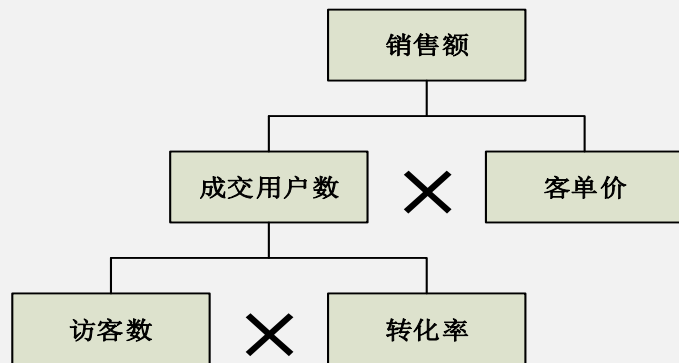 销售额
成交用户数
客单价
访客数
转化率